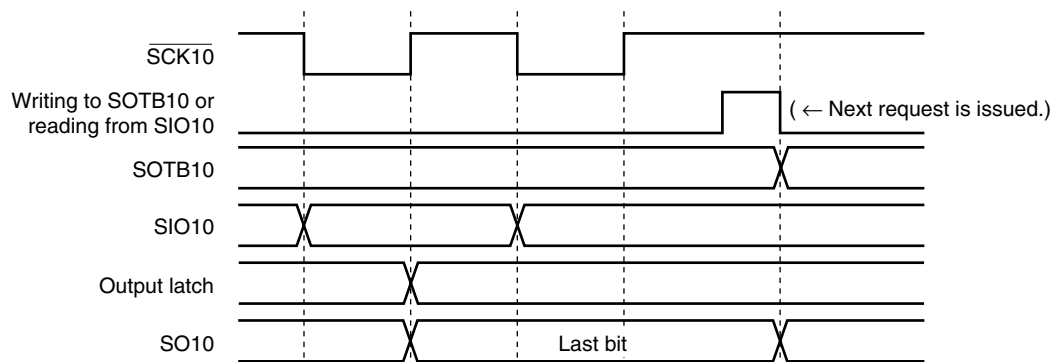 SCK10
Writing to SOTB10 or
reading from SIO10
( ← Next request is issued.)
SOTB10
SIO10
Output latch
SO10
Last bit